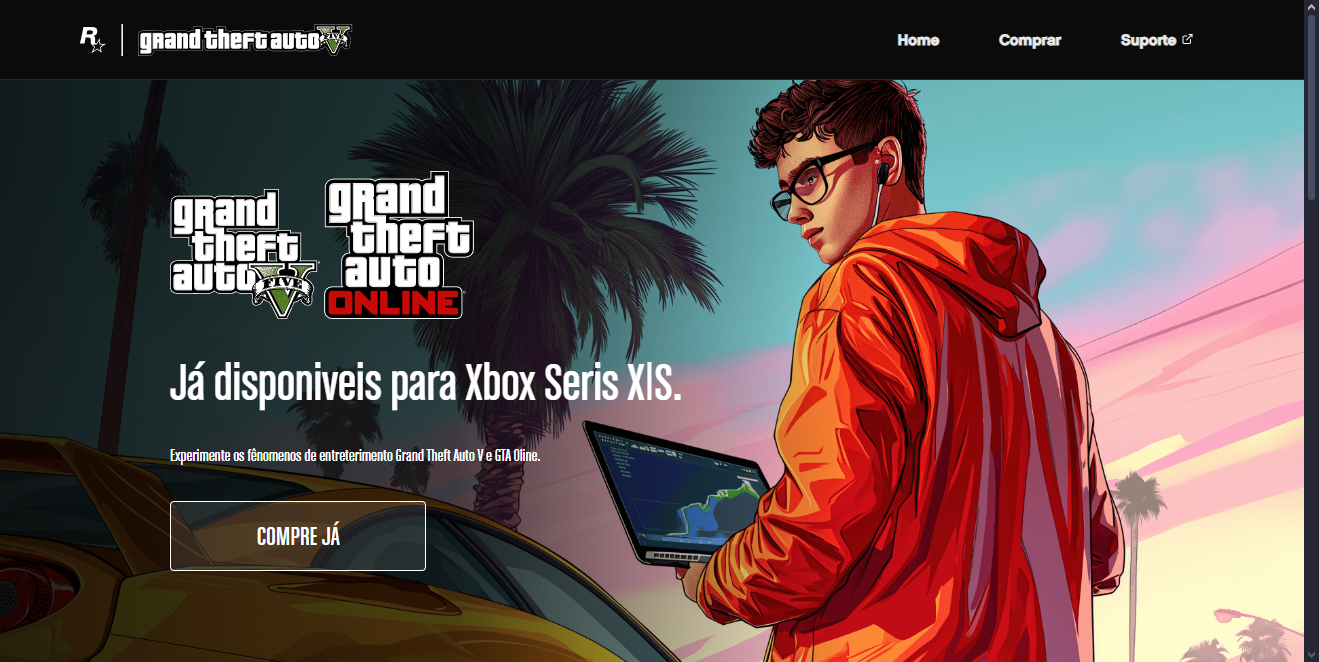 R
grand theft auto V FIVE
Home
Comprar
Suporte
grand
theft
auto V
FIVE
grand
theft
auto
ONLINE
Já disponiveis para Xbox Seris X|S.
Experimente os fênomenos de entreterimento Grand Theft Auto V e GTA Oline.
COMPRE JÁ